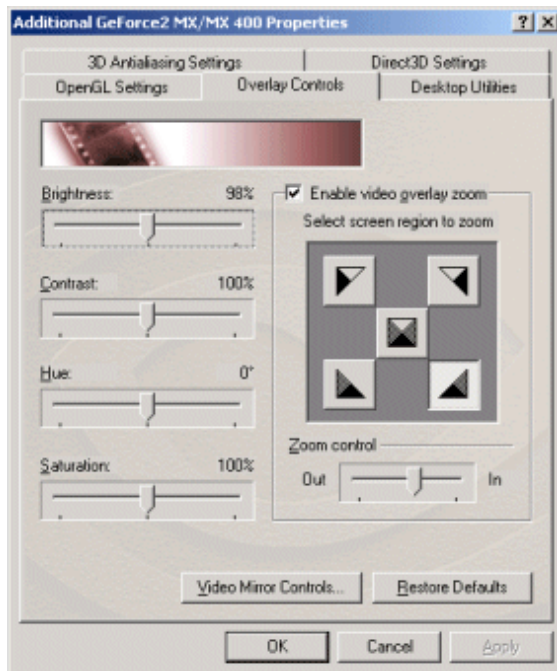 Additional GeForce2 MX/MX 400 Properties
3D Antialiasing Settings Direct3D Settings
OpenGL Settings Overlay Controls Desktop Utilities
Brightness: 98%
Enable video overlay zoom
Select screen region to zoom
Contrast: 100%
Hue: 0°
Zoom control
Saturation: 100%
Out In
Video Mirror Controls... Restore Defaults
OK Cancel Apply